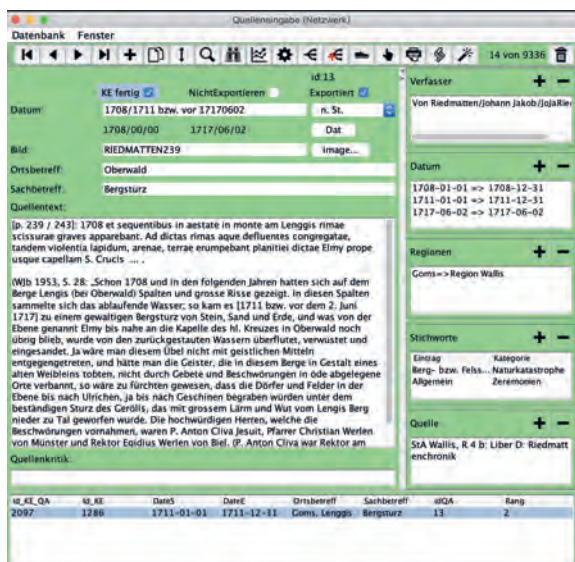 Quelleneingabe (Netzwerk)
Datenbank Fenster
14 von 9336
id:13
KE fertig NichtExportieren Exportiert
Datum: 1708/1711 bzw. vor 17170602 n. St.
1708/00/00 1717/06/02 Dat
Bild: RIEDMATTEN239 Image...
Ortsbetreff: Oberwald
Sachbetreff: Bergsturz
Quellentext:
[p. 239 / 243]: 1708 et sequentibus in aestate in monte am Lenggis rimae
scissurae graves apparebant. Ad dictas rimas aque defluentes congregatae,
tandem violentia lapidum, arenae, terrae erumpebant planitiei dictae Elmy prope
usque capellam S. Crucis ... .
(WJb 1953, S. 28: „Schon 1708 und in den folgenden Jahren hatten sich auf dem
Berge Lengis (bei Oberwald) Spalten und grosse Risse gezeigt. In diesen Spalten
sammelte sich das ablaufende Wasser; so kam es [1711 bzw. vor dem 2. Juni
1717] zu einem gewaltigen Bergsturz von Stein, Sand und Erde, und was von der
Ebene genannt Elmy bis nahe an die Kapelle des hl. Kreuzes in Oberwald noch
übrig blieb, wurde von den zurückgestauten Wassern überflutet, verwüstet und
eingesandet. Ja wäre man diesem Übel nicht mit geistlichen Mitteln
entgegengetreten, und hätte man die Geister, die in diesem Berge in Gestalt eines
alten Weibleins tobten, nicht durch Gebete und Beschwörungen in öde abgelegene
Orte verbannt, so wäre zu fürchten gewesen, dass die Dörfer und Felder in der
Ebene bis nach Ulrichen, ja bis nach Geschinen begraben würden unter dem
beständigen Sturz des Gerölls, das mit grossem Lärm und Wut vom Lengis Berg
nieder zu Tal geworfen wurde. Die hochwürdigen Herren, welche die
Beschwörungen vornahmen, waren P. Anton Cliva Jesuit, Pfarrer Christian Werlen
von Münster und Rektor Egidius Werlen von Biel. (P. Anton Cliva war Rektor am
Quellenkritik:
Verfasser + -
Von Riedmatten/Johann Jakob/JoJaRie
Datum + -
1708-01-01 => 1708-12-31
1711-01-01 => 1711-12-31
1717-06-02 => 1717-06-02
Regionen + -
Goms=>Region Wallis
Stichworte + -
Eintrag Kategorie
Berg- bzw. Felss... Naturkatastrophe
Allgemein Zeremonien
Quelle + -
StA Wallis, R 4 b: Liber D: Riedmatt
enchronik
id_KE_QA id_KE DateS DateE Ortsbetreff Sachbetreff idQA Rang
2097 1286 1711-01-01 1711-12-31 Goms, Lenggis Bergsturz 13 2